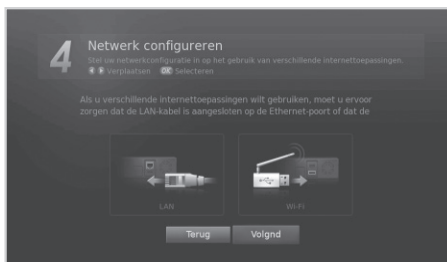 4
Netwerk configureren
Stel uw netwerkconfiguratie in op het gebruik van verschillende internettoepassingen.
Verplaatsen OK Selecteren
Als u verschillende internettoepassingen wilt gebruiken, moet u ervoor
zorgen dat de LAN-kabel is aangesloten op de Ethernet-poort of dat de
LAN
Wi-Fi
Terug
Volgnd